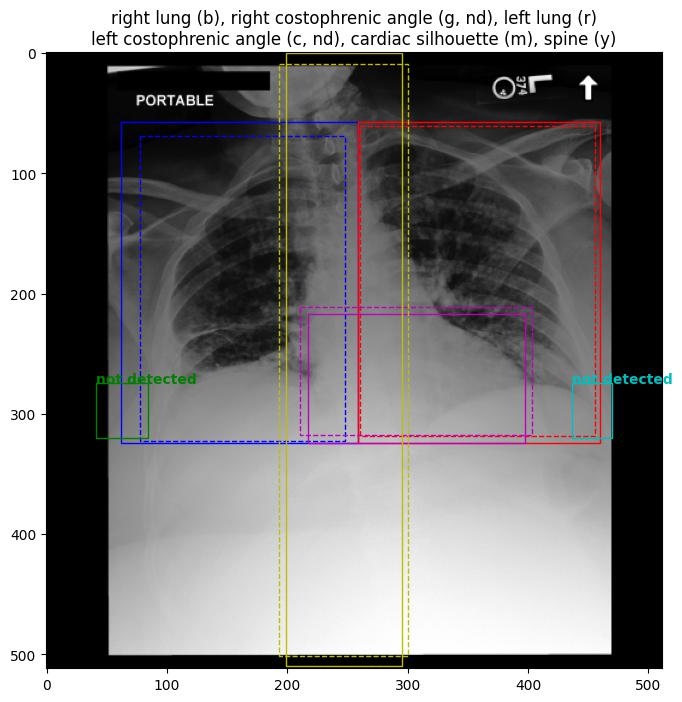 right lung (b), right costophrenic angle (g, nd), left lung (r)
left costophrenic angle (c, nd), cardiac silhouette (m), spine (y)
0
PORTABLE
374
L
100
200
not detected
not detected
300
400
500
0
100
200
300
400
500